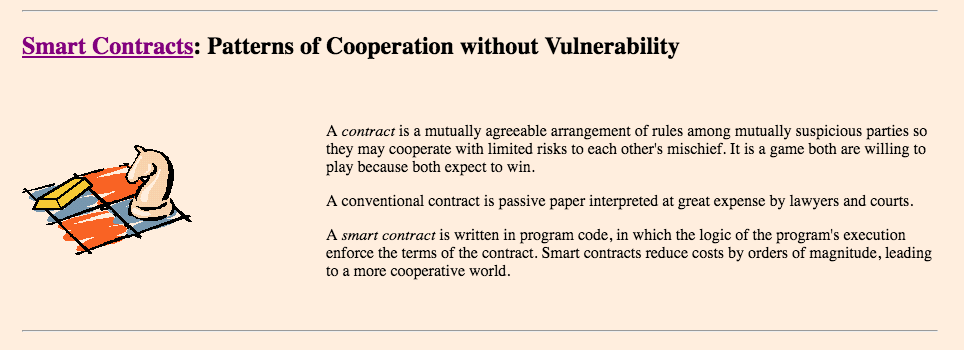 Smart Contracts: Patterns of Cooperation without Vulnerability
A contract is a mutually agreeable arrangement of rules among mutually suspicious parties so
they may cooperate with limited risks to each other's mischief. It is a game both are willing to
play because both expect to win.
A conventional contract is passive paper interpreted at great expense by lawyers and courts.
A smart contract is written in program code, in which the logic of the program's execution
enforce the terms of the contract. Smart contracts reduce costs by orders of magnitude, leading
to a more cooperative world.